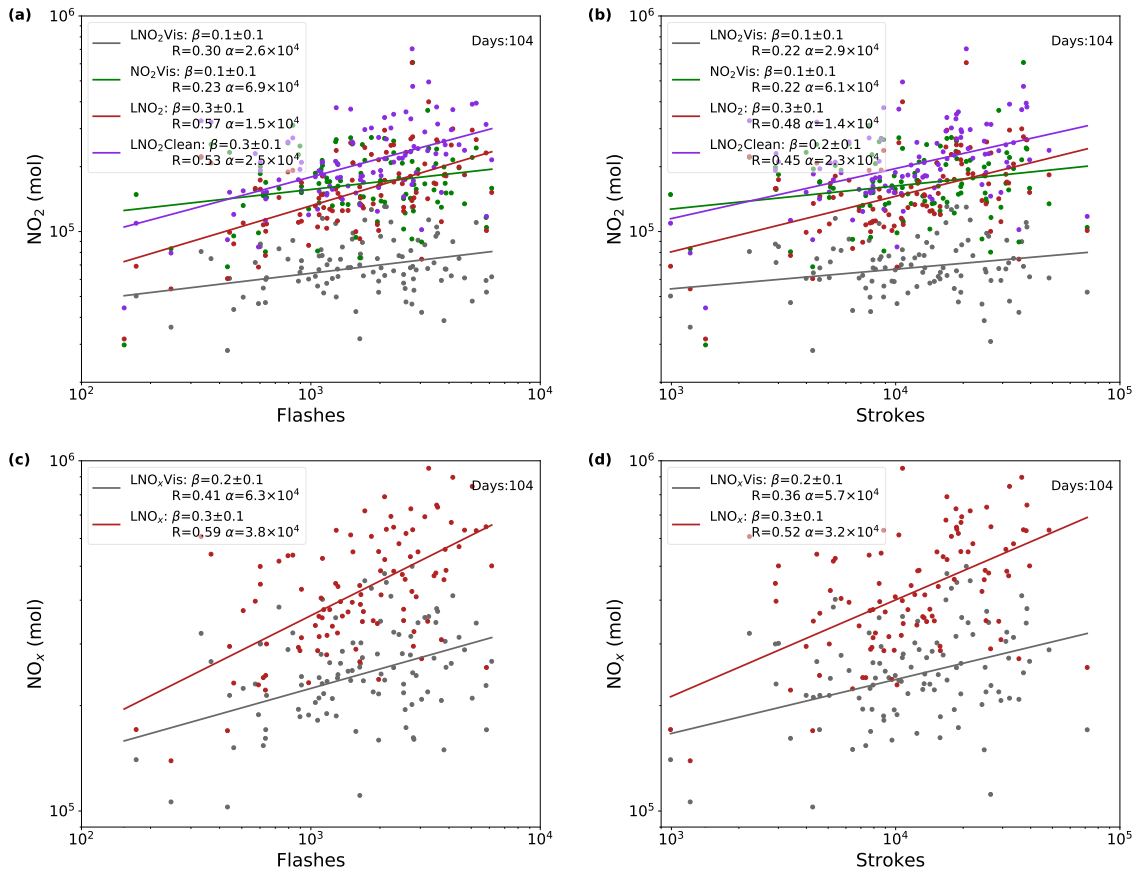 (a)
10⁶
LNO₂Vis: β=0.1±0.1
R=0.30 α=2.6×10⁴
NO₂Vis: β=0.1±0.1
R=0.23 α=6.9×10⁴
LNO₂: β=0.3±0.1
R=0.57 α=1.5×10⁴
LNO₂Clean: β=0.3±0.1
R=0.53 α=2.5×10⁴
Days:104
NO₂ (mol)
10⁵
10² 10³ 10⁴
Flashes
(b)
10⁶
LNO₂Vis: β=0.1±0.1
R=0.22 α=2.9×10⁴
NO₂Vis: β=0.1±0.1
R=0.22 α=6.1×10⁴
LNO₂: β=0.3±0.1
R=0.48 α=1.4×10⁴
LNO₂Clean: β=0.2±0.1
R=0.45 α=2.3×10⁴
Days:104
NO₂ (mol)
10⁵
10³ 10⁴ 10⁵
Strokes
(c)
10⁶
LNOₓVis: β=0.2±0.1
R=0.41 α=6.3×10⁴
LNOₓ: β=0.3±0.1
R=0.59 α=3.8×10⁴
Days:104
NOₓ (mol)
10⁵
10² 10³ 10⁴
Flashes
(d)
10⁶
LNOₓVis: β=0.2±0.1
R=0.36 α=5.7×10⁴
LNOₓ: β=0.3±0.1
R=0.52 α=3.2×10⁴
Days:104
NOₓ (mol)
10⁵
10³ 10⁴ 10⁵
Strokes